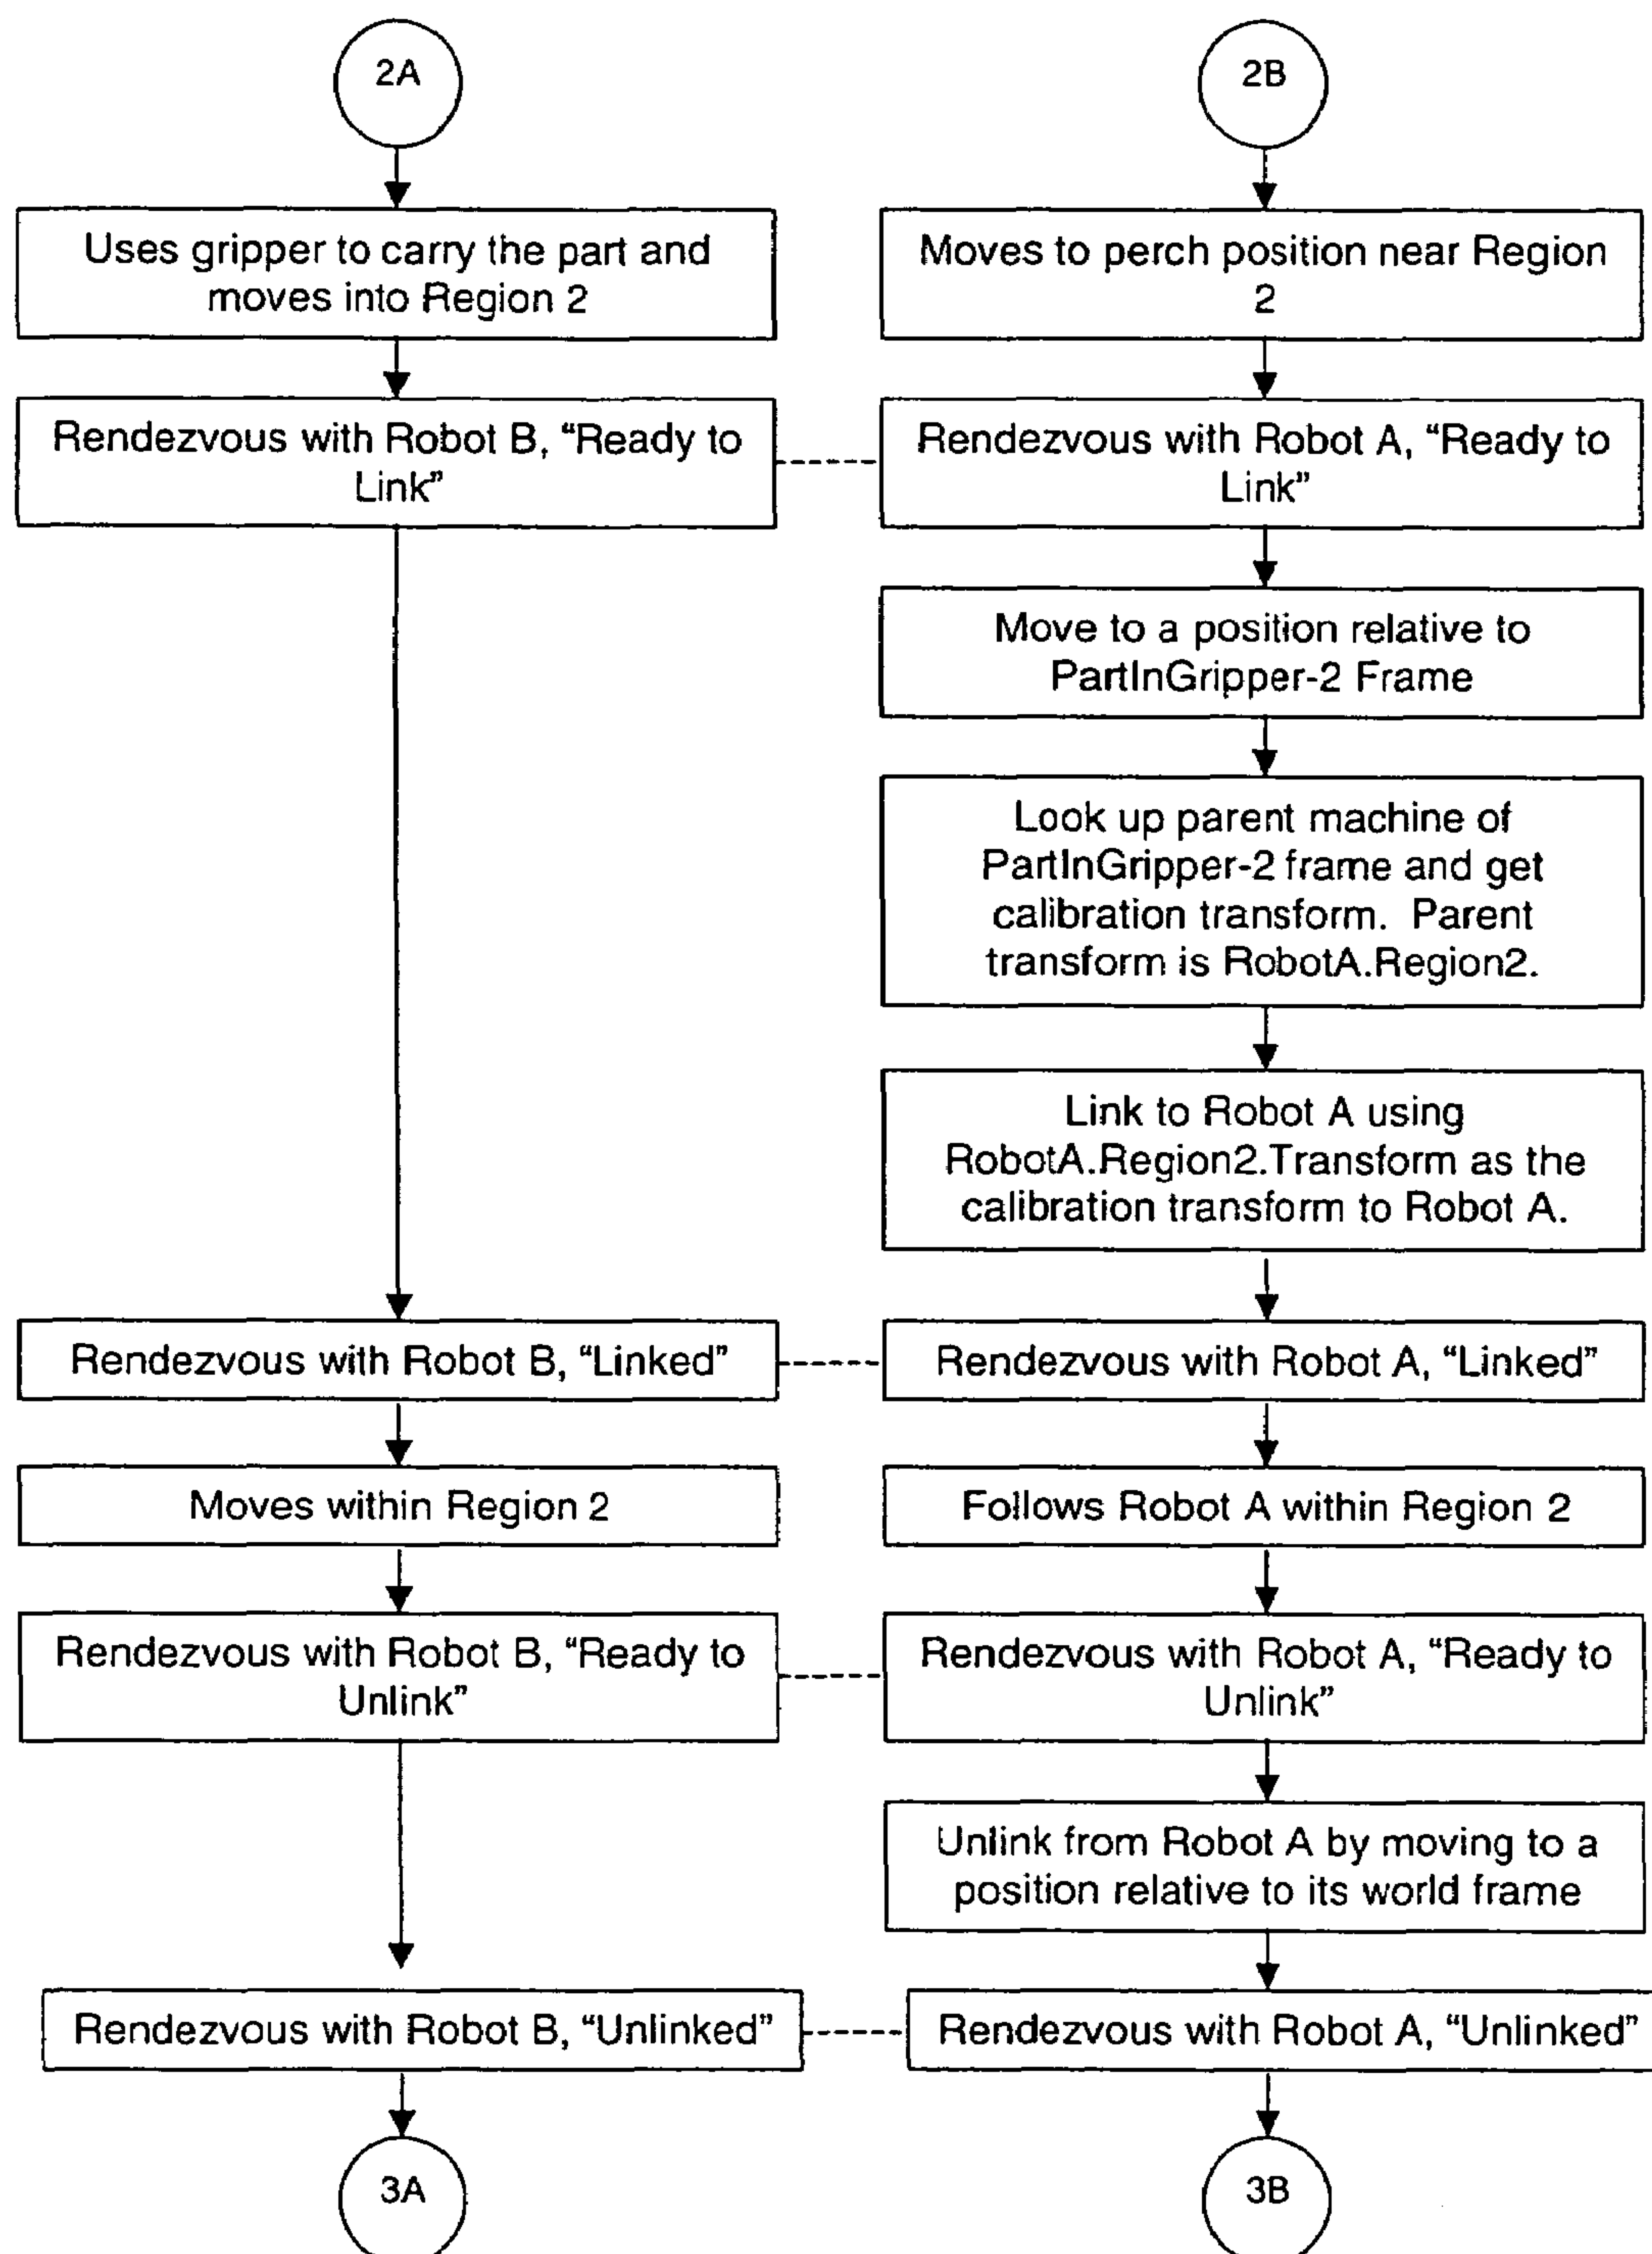 2A
2B
Uses gripper to carry the part and
moves into Region 2
Moves to perch position near Region
2
Rendezvous with Robot B, “Ready to
Link”
Rendezvous with Robot A, “Ready to
Link”
Move to a position relative to
PartInGripper-2 Frame
Look up parent machine of
PartInGripper-2 frame and get
calibration transform. Parent
transform is RobotA.Region2.
Link to Robot A using
RobotA.Region2.Transform as the
calibration transform to Robot A.
Rendezvous with Robot B, “Linked”
Rendezvous with Robot A, “Linked”
Moves within Region 2
Follows Robot A within Region 2
Rendezvous with Robot B, “Ready to
Unlink”
Rendezvous with Robot A, “Ready to
Unlink”
Unlink from Robot A by moving to a
position relative to its world frame
Rendezvous with Robot B, “Unlinked”
Rendezvous with Robot A, “Unlinked”
3A
3B